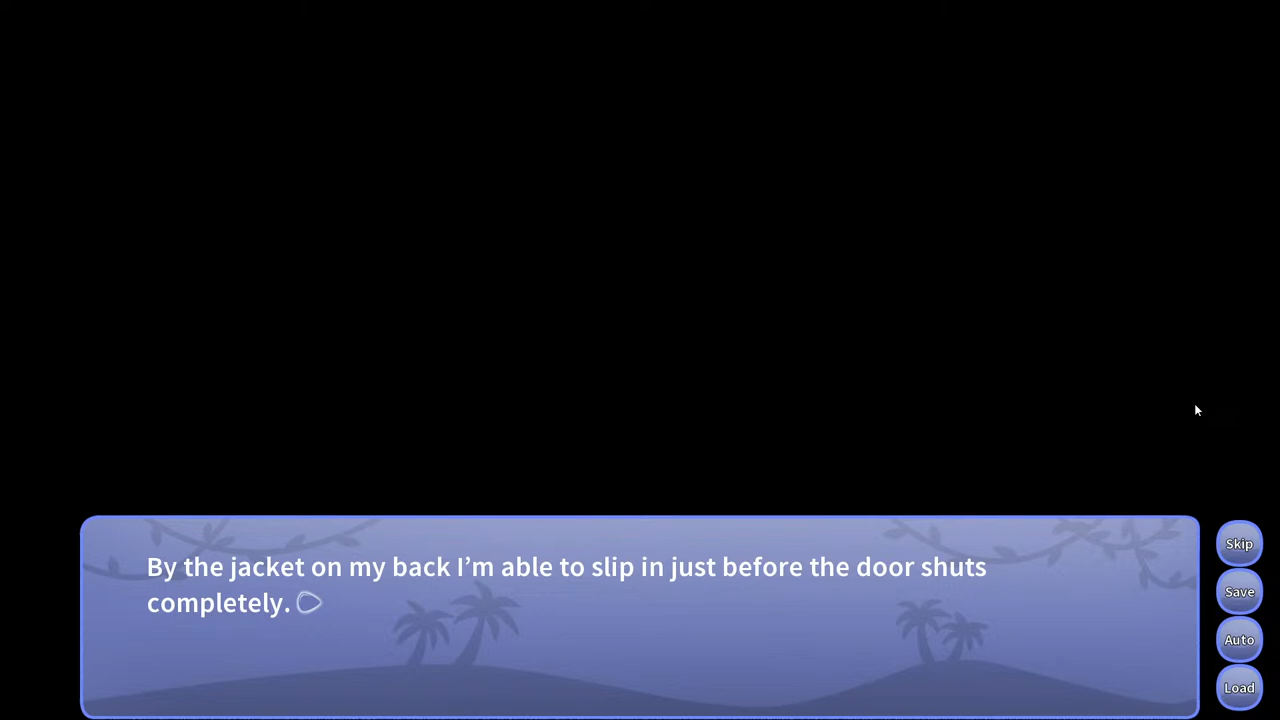 By the jacket on my back I’m able to slip in just before the door shuts
completely.
Skip
Save
Auto
Load